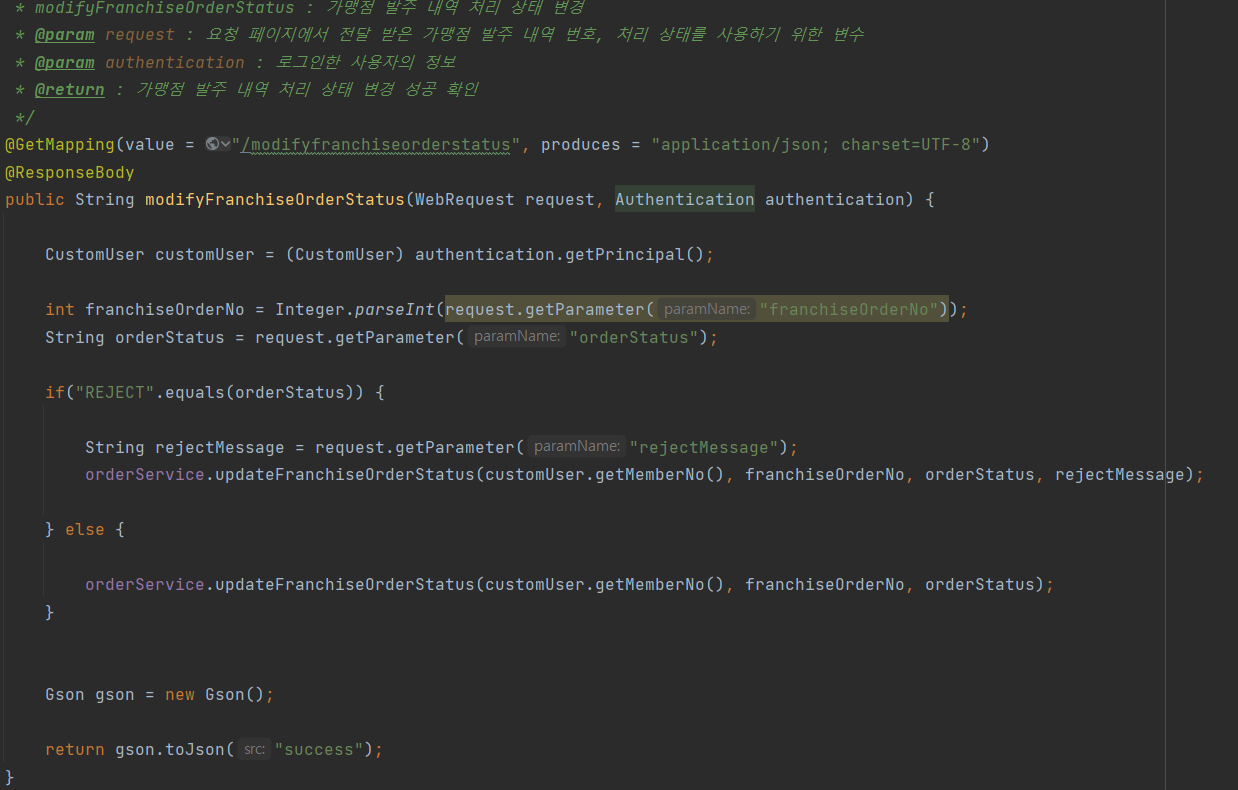 * modifyFranchiseOrderStatus : 가맹점 발주 내역 처리 상태 변경
* @param request : 요청 페이지에서 전달 받은 가맹점 발주 내역 번호, 처리 상태를 사용하기 위한 변수
* @param authentication : 로그인한 사용자의 정보
* @return : 가맹점 발주 내역 처리 상태 변경 성공 확인
*/
@GetMapping(value = "/modifyfranchiseorderstatus", produces = "application/json; charset=UTF-8")
@ResponseBody
public String modifyFranchiseOrderStatus(WebRequest request, Authentication authentication) {
CustomUser customUser = (CustomUser) authentication.getPrincipal();
int franchiseOrderNo = Integer.parseInt(request.getParameter( paramName: "franchiseOrderNo"));
String orderStatus = request.getParameter( paramName: "orderStatus");
if("REJECT".equals(orderStatus)) {
String rejectMessage = request.getParameter( paramName: "rejectMessage");
orderService.updateFranchiseOrderStatus(customUser.getMemberNo(), franchiseOrderNo, orderStatus, rejectMessage);
} else {
orderService.updateFranchiseOrderStatus(customUser.getMemberNo(), franchiseOrderNo, orderStatus);
}
Gson gson = new Gson();
return gson.toJson( src: "success");
}